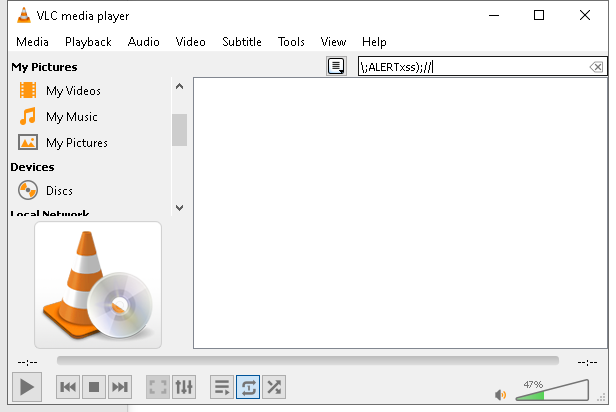 VLC media player
Media Playback Audio Video Subtitle Tools View Help
My Pictures
\;ALERTxss);//
My Videos
My Music
My Pictures
Devices
Discs
Local Network
--:-- --:--
47%